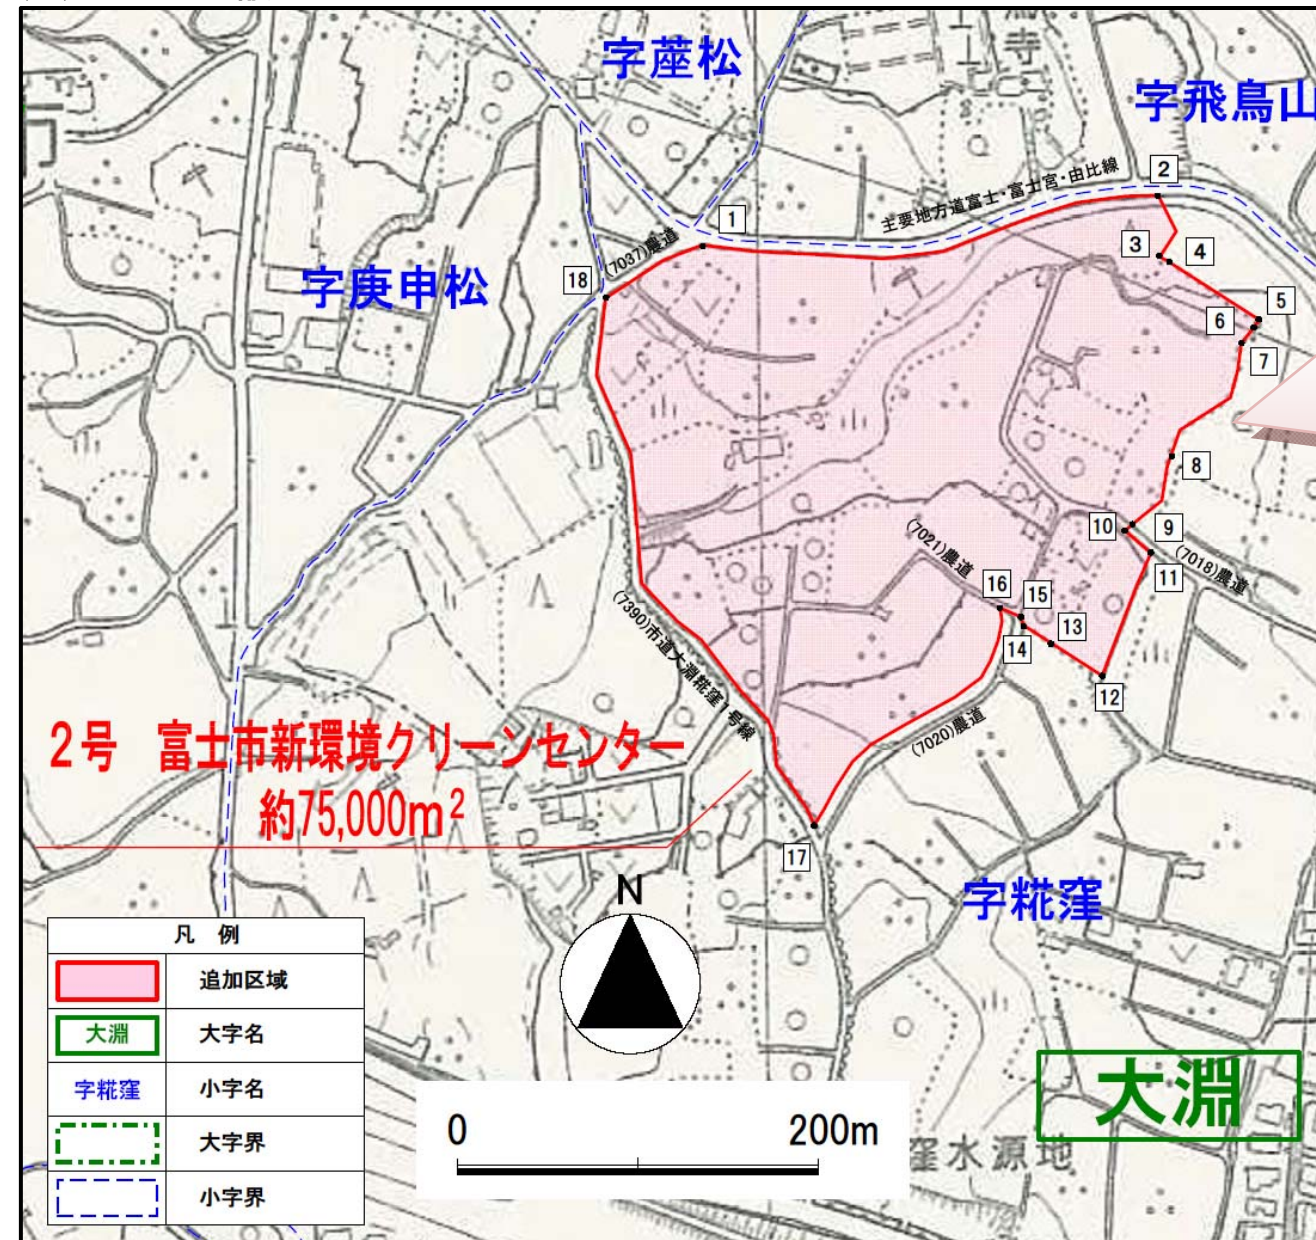 字蓙松
寺
字飛鳥山
主要地方道富士・富士宮・由比線
2
1
3
4
(7037)農道
18
字庚申松
5
6
7
8
(7021)農道
10
9
(7018)農道
11
16
15
(7390)市道大淵糀窪1号線
14
13
12
(7020)農道
2号 富士市新環境クリーンセンター
約75,000m²
17
字糀窪
N
凡 例
追加区域
大淵 大字名
字糀窪 小字名
大字界
小字界
0 200m
大淵
窪水源地